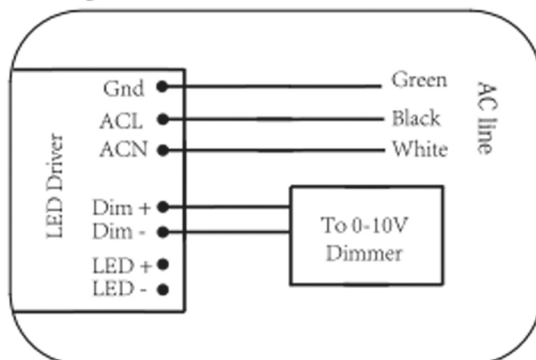 LED Driver
Gnd
ACL
ACN
Dim +
Dim -
LED +
LED -
Green
Black
White
AC line
To 0-10V
Dimmer